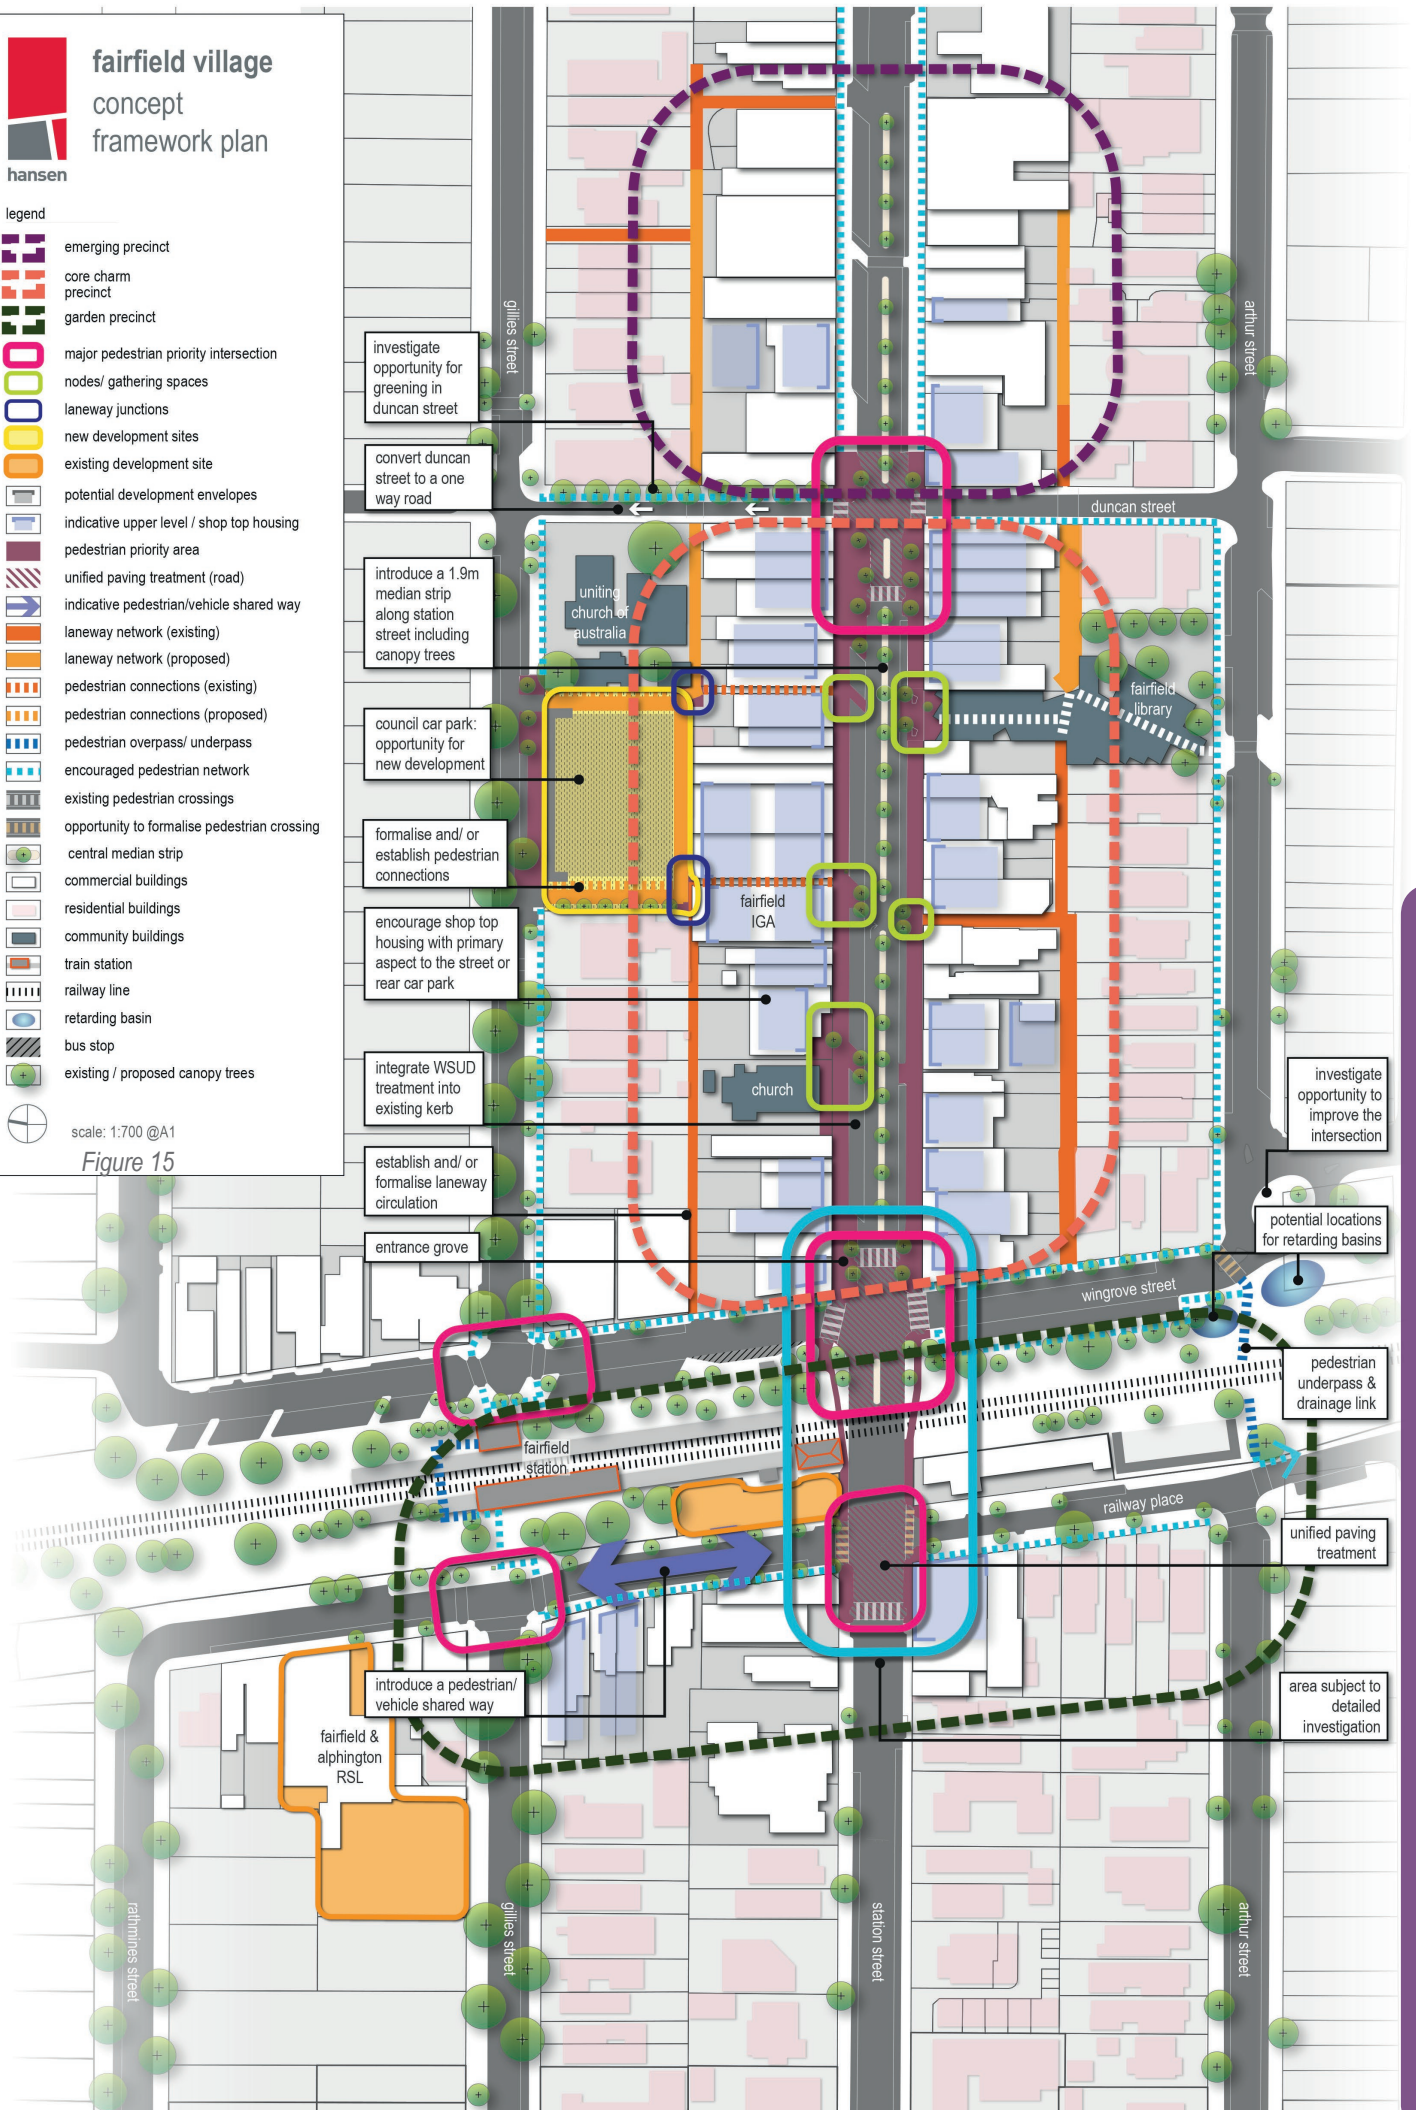 fairfield village
concept
framework plan
hansen
legend
emerging precinct
core charm
precinct
garden precinct
major pedestrian priority intersection
nodes/ gathering spaces
laneway junctions
new development sites
existing development site
potential development envelopes
indicative upper level / shop top housing
pedestrian priority area
unified paving treatment (road)
indicative pedestrian/vehicle shared way
laneway network (existing)
laneway network (proposed)
pedestrian connections (existing)
pedestrian connections (proposed)
pedestrian overpass/ underpass
encouraged pedestrian network
existing pedestrian crossings
opportunity to formalise pedestrian crossing
central median strip
commercial buildings
residential buildings
community buildings
train station
railway line
retarding basin
bus stop
existing / proposed canopy trees
scale: 1:700 @A1
Figure 15
gillies street
arthur street
investigate
opportunity for
greening in
duncan street
convert duncan
street to a one
way road
duncan street
introduce a 1.9m
median strip
along station
street including
canopy trees
uniting
church of
australia
fairfield
library
council car park:
opportunity for
new development
formalise and/ or
establish pedestrian
connections
fairfield
IGA
encourage shop top
housing with primary
aspect to the street or
rear car park
integrate WSUD
treatment into
existing kerb
church
investigate
opportunity to
improve the
intersection
establish and/ or
formalise laneway
circulation
entrance grove
potential locations
for retarding basins
wingrove street
pedestrian
underpass &
drainage link
fairfield
station
railway place
unified paving
treatment
introduce a pedestrian/
vehicle shared way
area subject to
detailed
investigation
fairfield &
alphington
RSL
rathmines street
gillies street
station street
arthur street